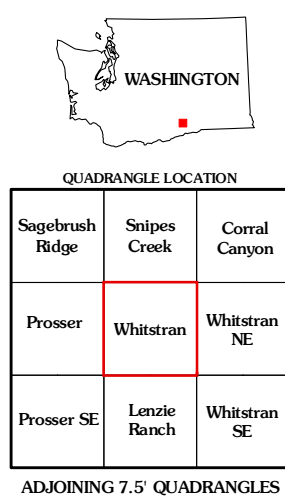 WASHINGTON
QUADRANGLE LOCATION
Sagebrush
Ridge
Snipes
Creek
Corral
Canyon
Prosser
Whitstran
Whitstran
NE
Prosser SE
Lenzie
Ranch
Whitstran
SE
ADJOINING 7.5' QUADRANGLES